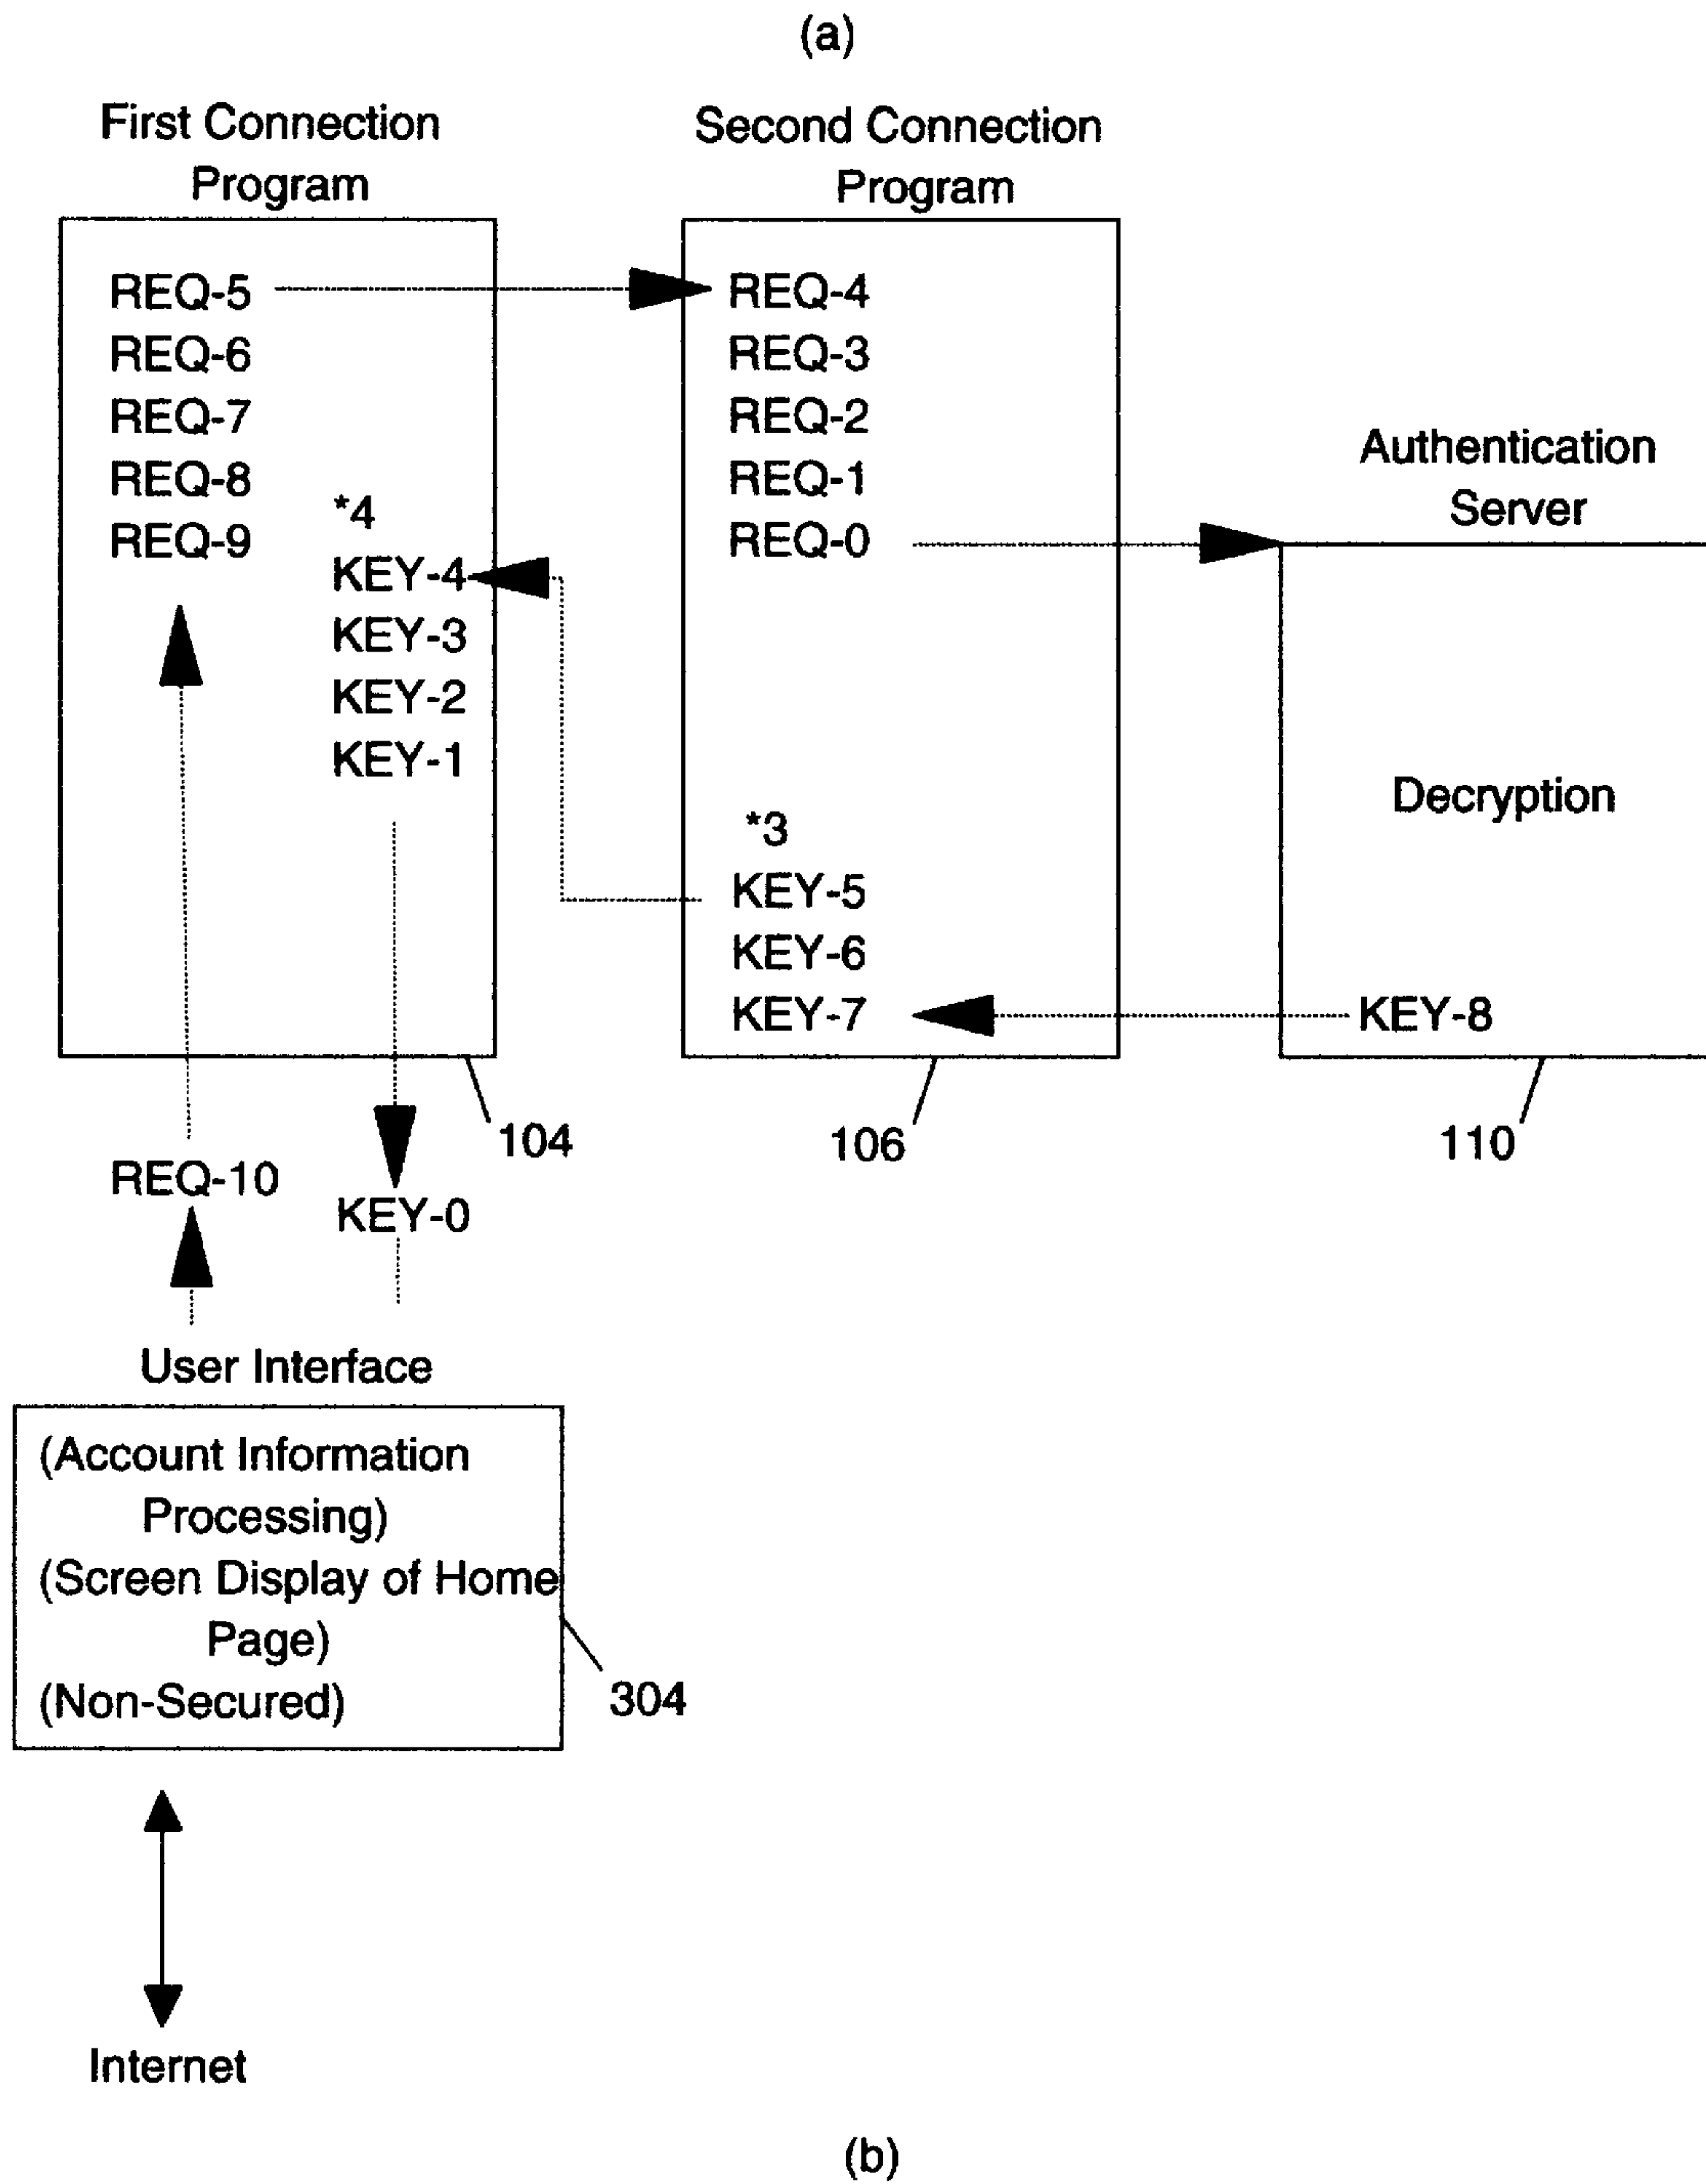 (a)
First Connection
Program
REQ-5
REQ-6
REQ-7
REQ-8
REQ-9
*4
KEY-4
KEY-3
KEY-2
KEY-1
104
REQ-10
KEY-0
Second Connection
Program
REQ-4
REQ-3
REQ-2
REQ-1
REQ-0
*3
KEY-5
KEY-6
KEY-7
106
Authentication
Server
Decryption
KEY-8
110
User Interface
(Account Information
Processing)
(Screen Display of Home
Page)
(Non-Secured)
304
Internet
(b)